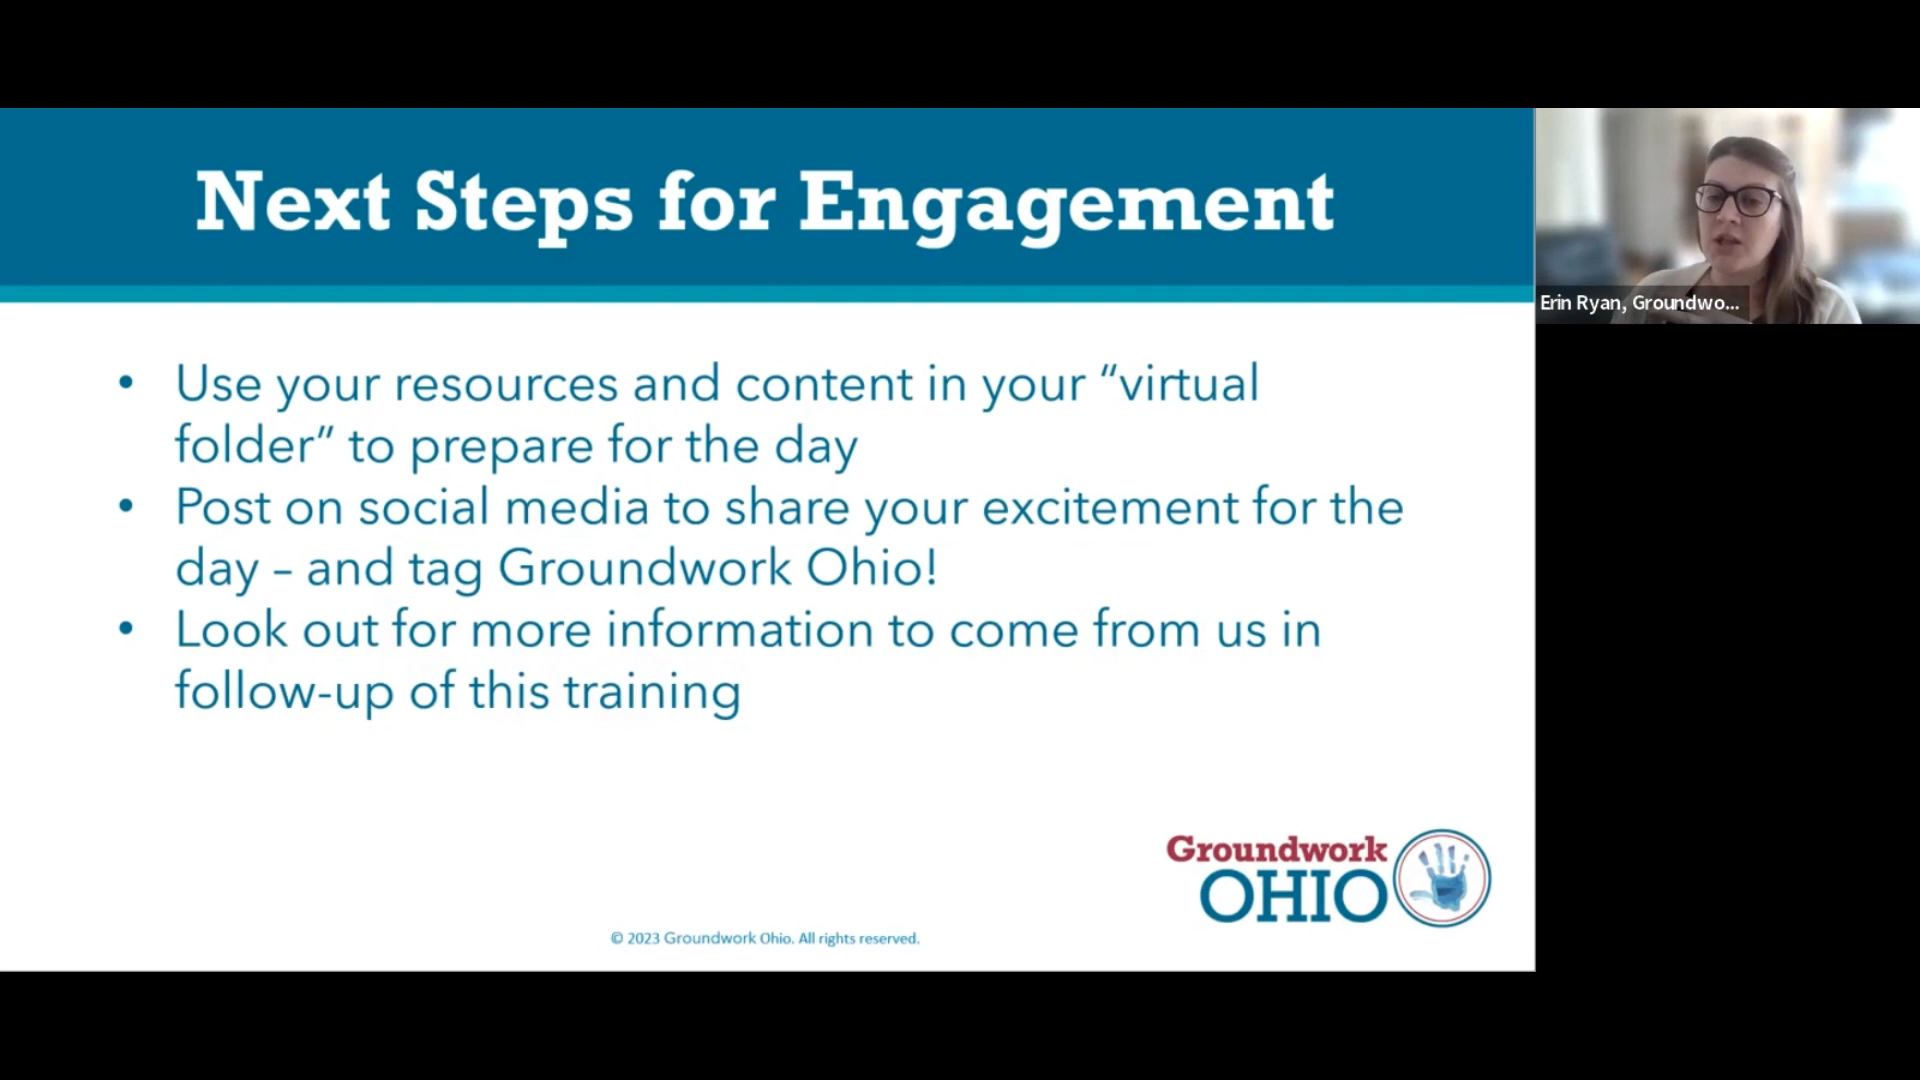 Next Steps for Engagement
Erin Ryan, Groundwo...
• Use your resources and content in your “virtual
folder” to prepare for the day
• Post on social media to share your excitement for the
day – and tag Groundwork Ohio!
• Look out for more information to come from us in
follow-up of this training
Groundwork
OHIO
© 2023 Groundwork Ohio. All rights reserved.